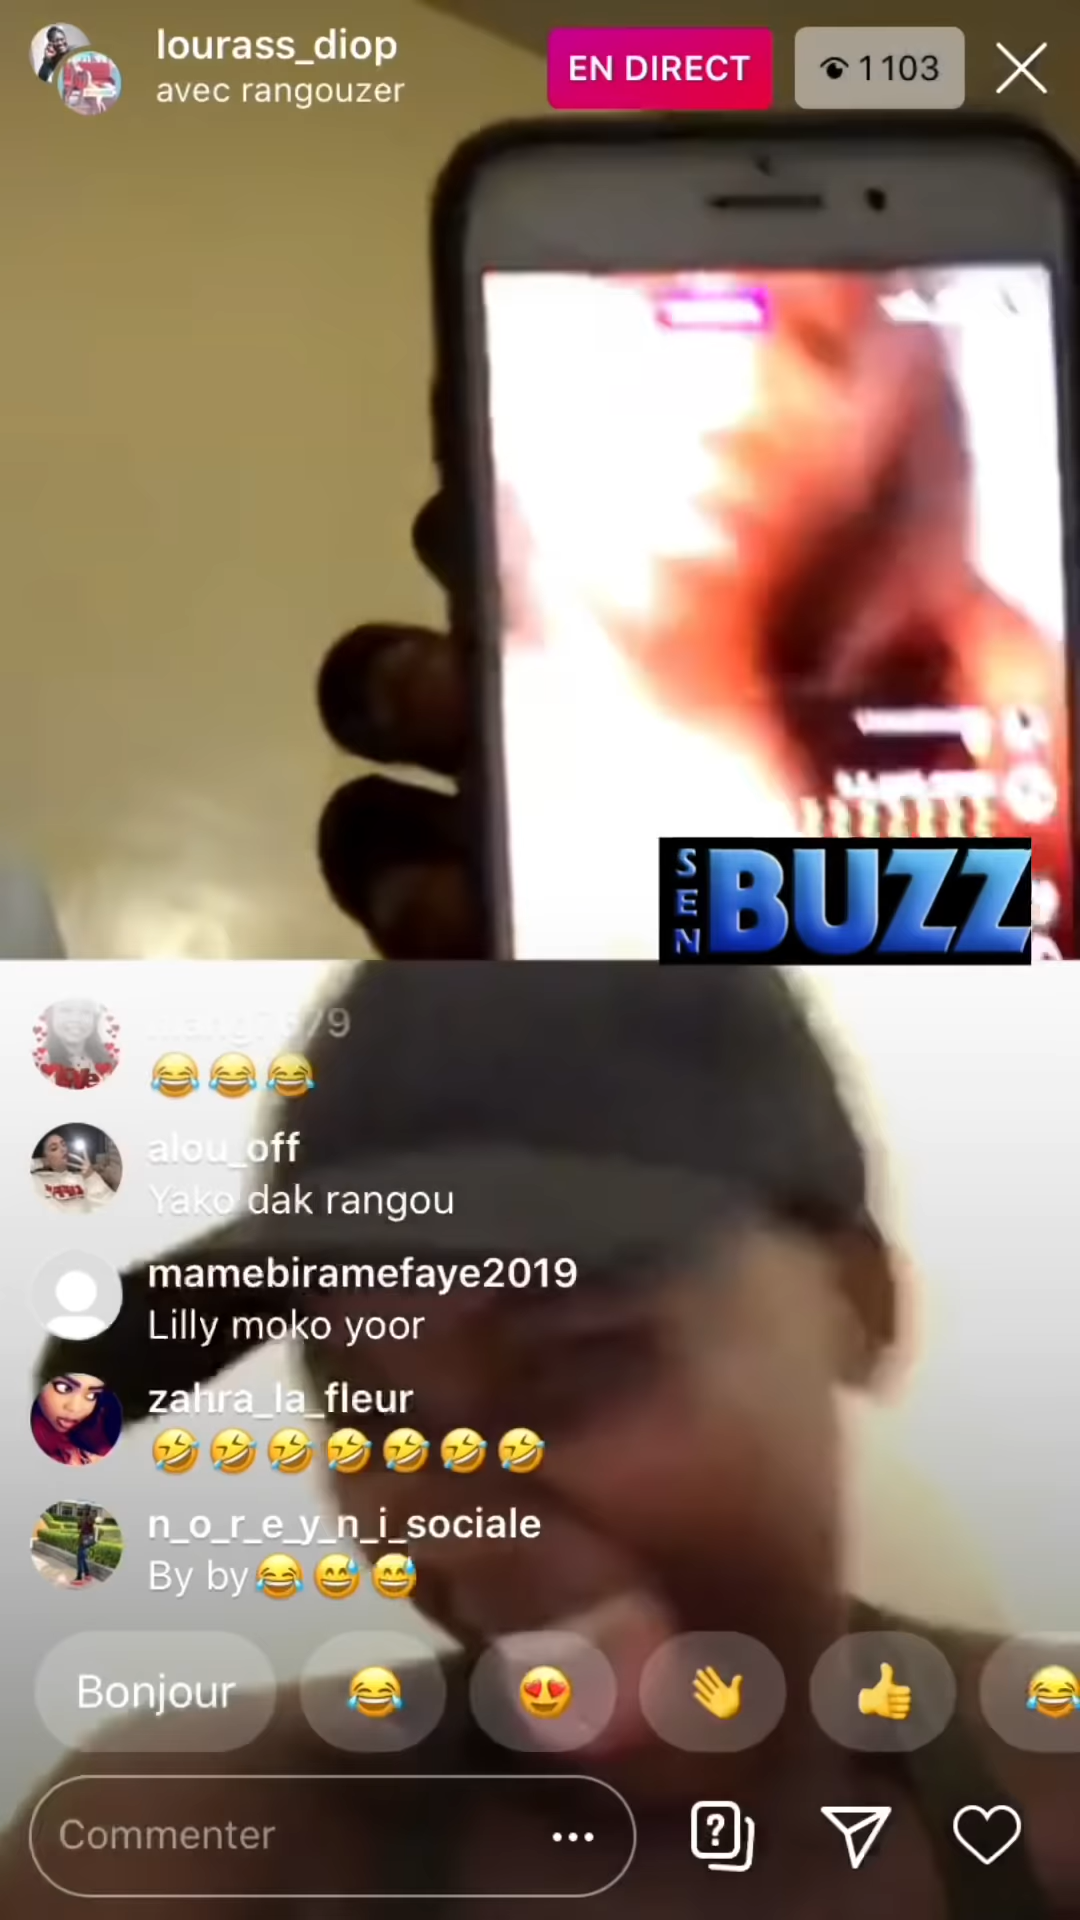 lourass_diop
avec rangouzer
EN DIRECT
1103
SEN
BUZZ
😂😂😂
alou_off
Yako dak rangou
mamebiramefaye2019
Lilly moko yoor
zahra_la_fleur
🤣🤣🤣🤣🤣🤣🤣
n_o_r_e_y_n_i_sociale
By by😂😅😅
Bonjour
Commenter